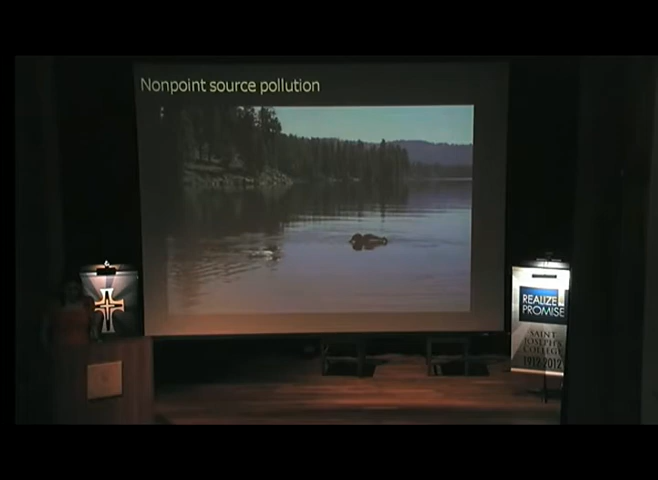 Nonpoint source pollution
REALIZE
PROMISE
SAINT
JOSEPH'S
COLLEGE
1912-2012